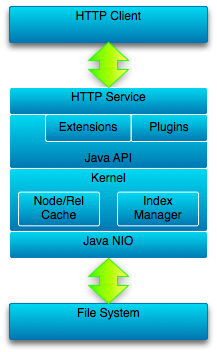 HTTP Client
HTTP Service
Extensions
Plugins
Java API
Kernel
Node/Rel
Cache
Index
Manager
Java NIO
File System